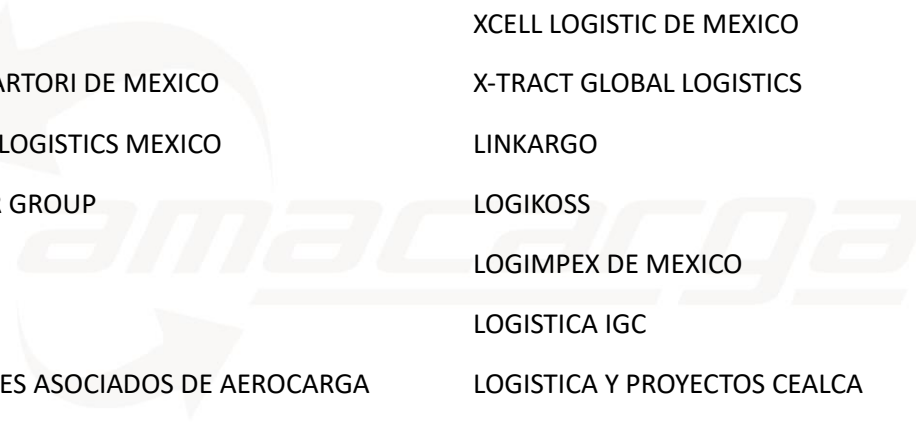 XCELL LOGISTIC DE MEXICO
ARTORI DE MEXICO
X-TRACT GLOBAL LOGISTICS
LOGISTICS MEXICO
LINKARGO
R GROUP
LOGIKOSS
amacarga
LOGIMPEX DE MEXICO
LOGISTICA IGC
ES ASOCIADOS DE AEROCARGA
LOGISTICA Y PROYECTOS CEALCA